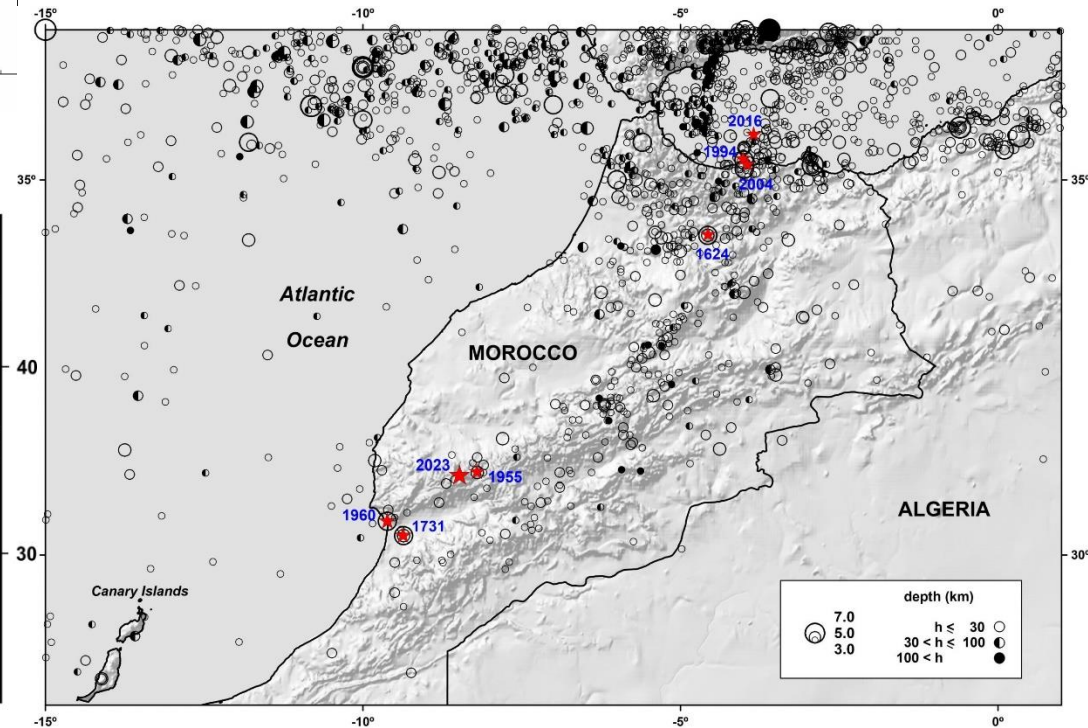 -15° -10° -5° 0°
2016
1994
35° 35°
2004
1624
Atlantic
Ocean
MOROCCO
40
2023
1955
1960
1731
ALGERIA
30 30°
Canary Islands
depth (km)
7.0
5.0
3.0
h ≤ 30
30 < h ≤ 100
100 < h
-15° -10° -5° 0°